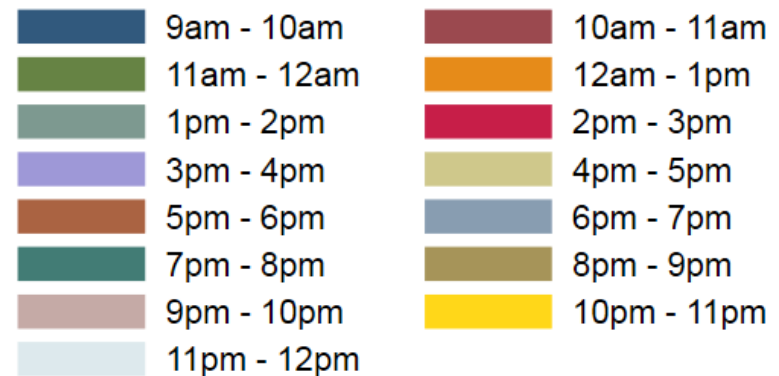 9am - 10am 10am - 11am
11am - 12am 12am - 1pm
1pm - 2pm 2pm - 3pm
3pm - 4pm 4pm - 5pm
5pm - 6pm 6pm - 7pm
7pm - 8pm 8pm - 9pm
9pm - 10pm 10pm - 11pm
11pm - 12pm